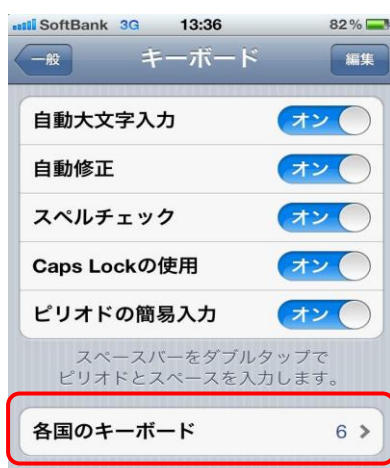 SoftBank 3G 13:36 82%
一般 キーボード 編集
自動大文字入力 オン
自動修正 オン
スペルチェック オン
Caps Lockの使用 オン
ピリオドの簡易入力 オン
スペースバーをダブルタップで
ピリオドとスペースを入力します。
各国のキーボード 6